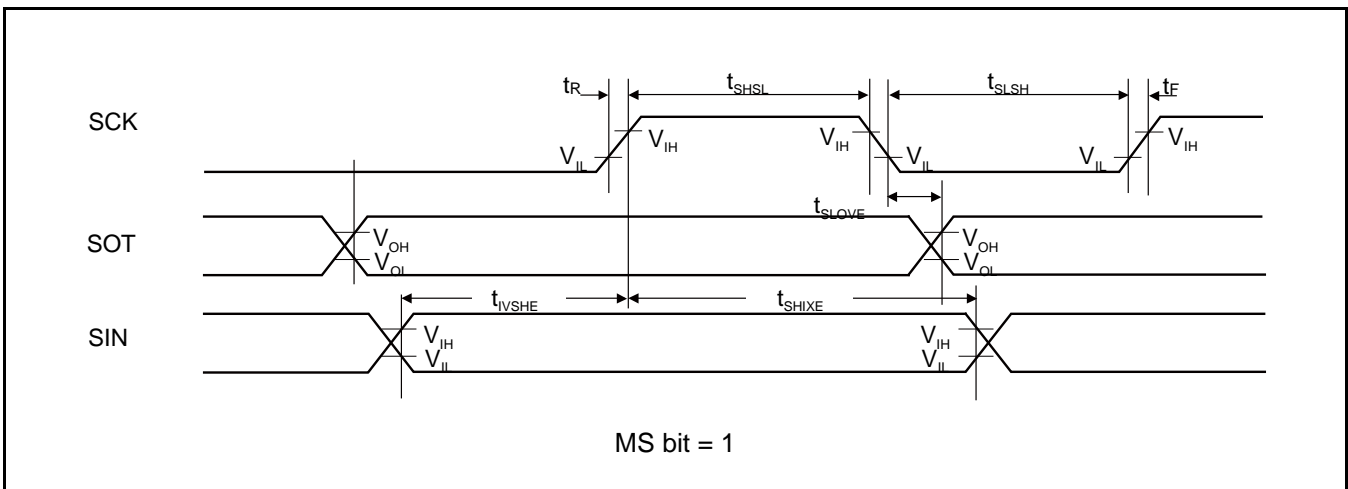 tR tSHSL tSLSH tF
SCK
VIH VIH VIH
VIL VIL VIL
tSLOVE
SOT
VOH VOH
VOL VOL
tIVSHE tSHIXE
SIN
VIH VIH
VIL VIL
MS bit = 1